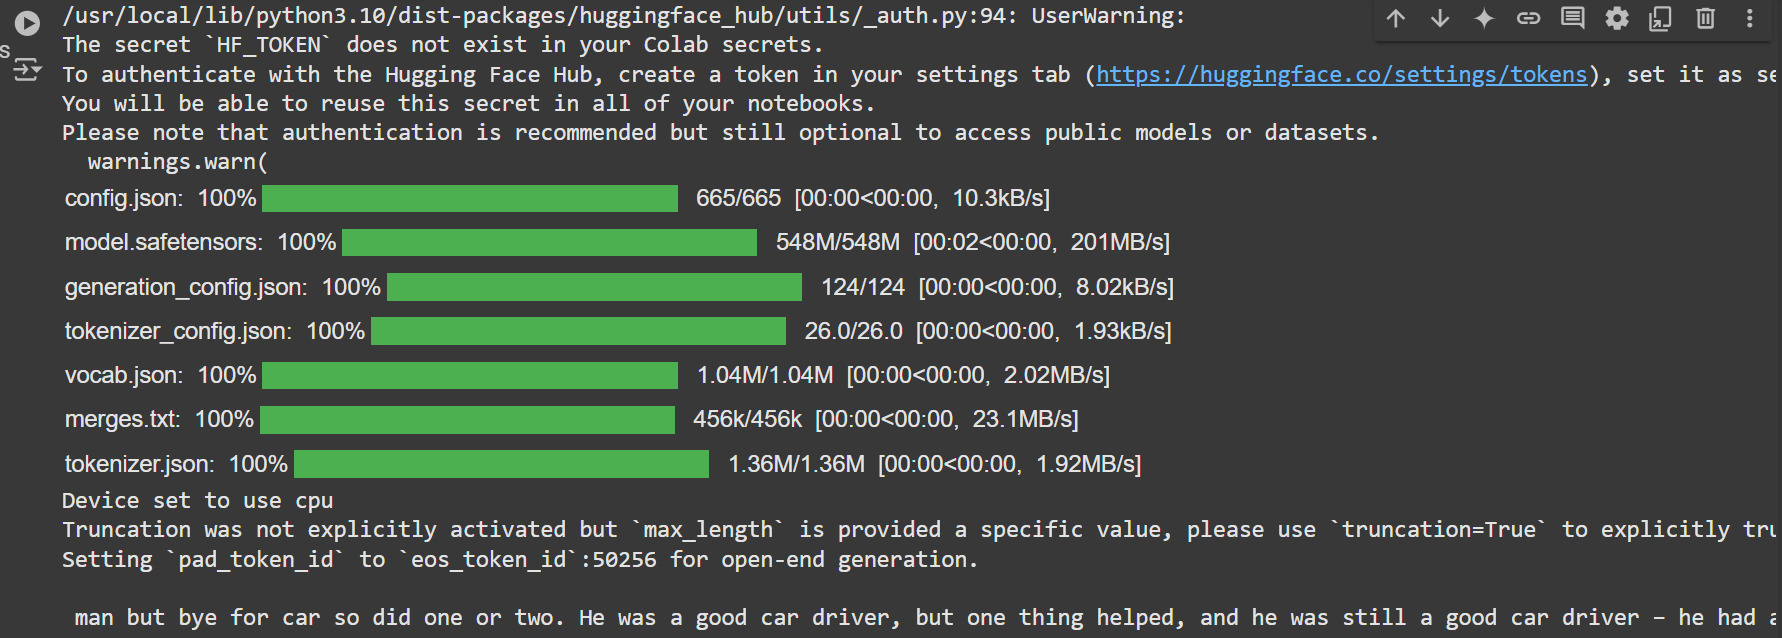 /usr/local/lib/python3.10/dist-packages/huggingface_hub/utils/_auth.py:94: UserWarning:
The secret `HF_TOKEN` does not exist in your Colab secrets.
To authenticate with the Hugging Face Hub, create a token in your settings tab (https://huggingface.co/settings/tokens), set it as se
You will be able to reuse this secret in all of your notebooks.
Please note that authentication is recommended but still optional to access public models or datasets.
  warnings.warn(
config.json: 100% 665/665 [00:00<00:00, 10.3kB/s]
model.safetensors: 100% 548M/548M [00:02<00:00, 201MB/s]
generation_config.json: 100% 124/124 [00:00<00:00, 8.02kB/s]
tokenizer_config.json: 100% 26.0/26.0 [00:00<00:00, 1.93kB/s]
vocab.json: 100% 1.04M/1.04M [00:00<00:00, 2.02MB/s]
merges.txt: 100% 456k/456k [00:00<00:00, 23.1MB/s]
tokenizer.json: 100% 1.36M/1.36M [00:00<00:00, 1.92MB/s]
Device set to use cpu
Truncation was not explicitly activated but `max_length` is provided a specific value, please use `truncation=True` to explicitly tru
Setting `pad_token_id` to `eos_token_id`:50256 for open-end generation.
man but bye for car so did one or two. He was a good car driver, but one thing helped, and he was still a good car driver – he had a